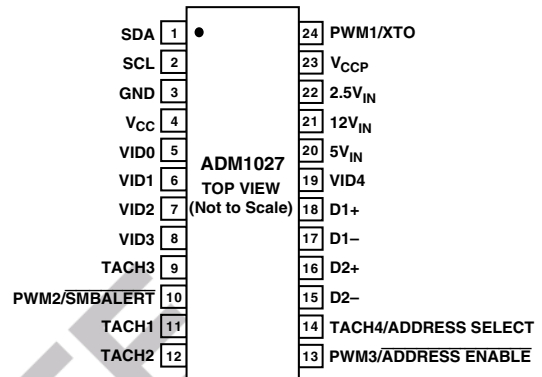 SDA 1
SCL 2
GND 3
VCC 4
VID0 5
VID1 6
VID2 7
VID3 8
TACH3 9
PWM2/SMBALERT 10
TACH1 11
TACH2 12
ADM1027
TOP VIEW
(Not to Scale)
24 PWM1/XTO
23 VCCP
22 2.5VIN
21 12VIN
20 5VIN
19 VID4
18 D1+
17 D1–
16 D2+
15 D2–
14 TACH4/ADDRESS SELECT
13 PWM3/ADDRESS ENABLE